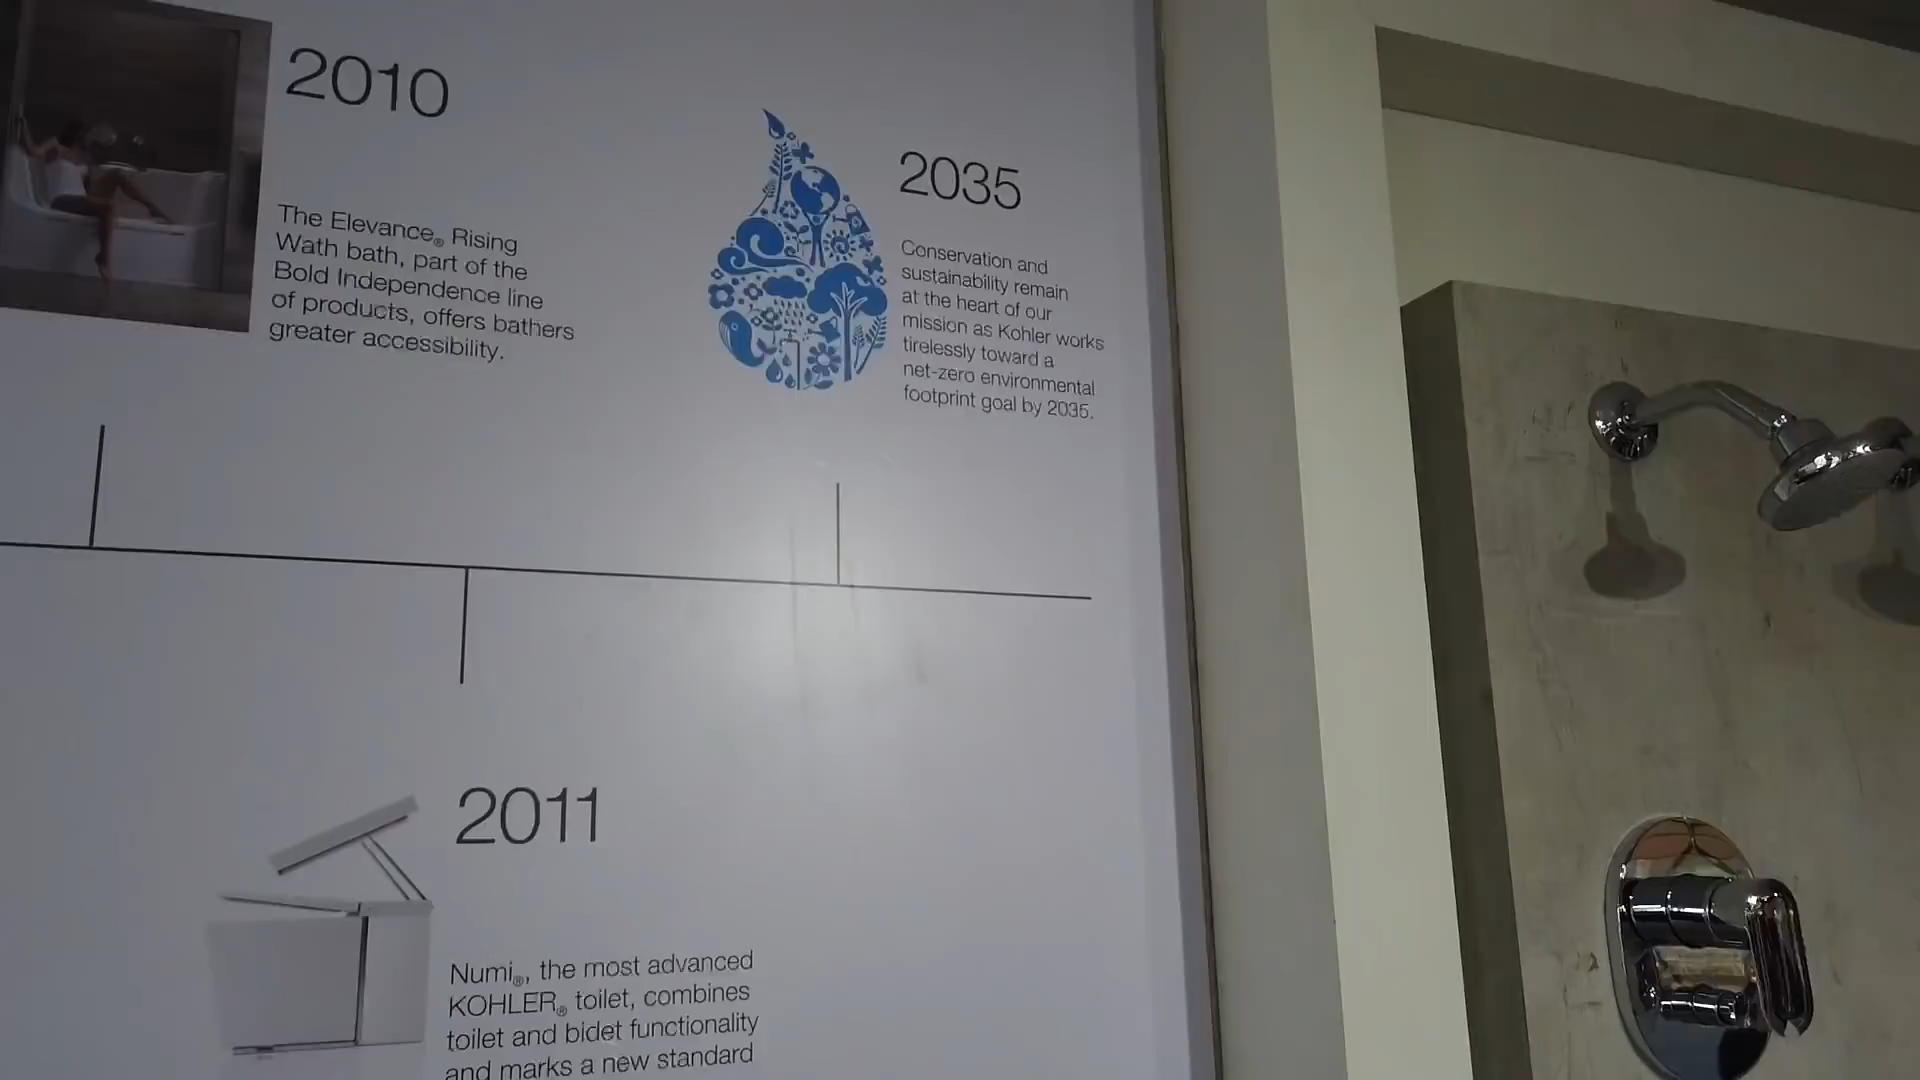 2010
The Elevance® Rising
Wath bath, part of the
Bold Independence line
of products, offers bathers
greater accessibility.
2035
Conservation and
sustainability remain
at the heart of our
mission as Kohler works
tirelessly toward a
net-zero environmental
footprint goal by 2035.
2011
Numi®, the most advanced
KOHLER® toilet, combines
toilet and bidet functionality
and marks a new standard